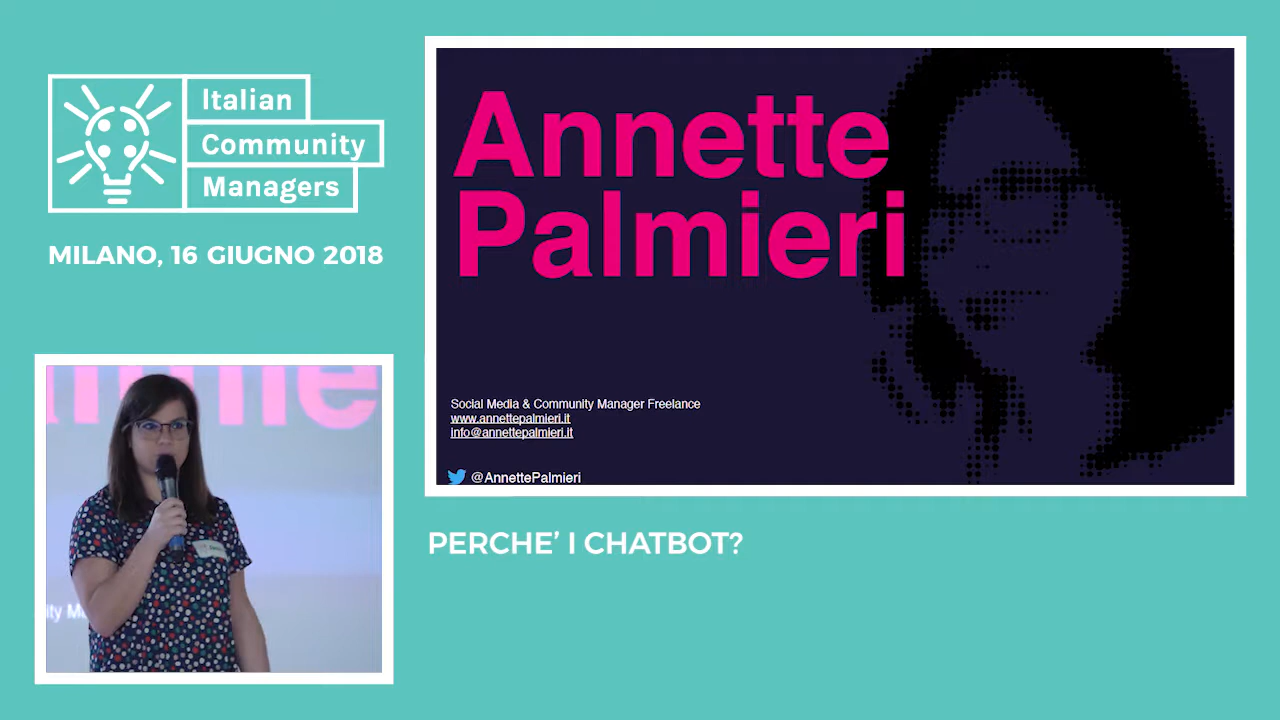 Italian
Community
Managers
MILANO, 16 GIUGNO 2018
Annette
Palmieri
Social Media & Community Manager Freelance
www.annettepalmieri.it
info@annettepalmieri.it
@AnnettePalmieri
PERCHE’ I CHATBOT?